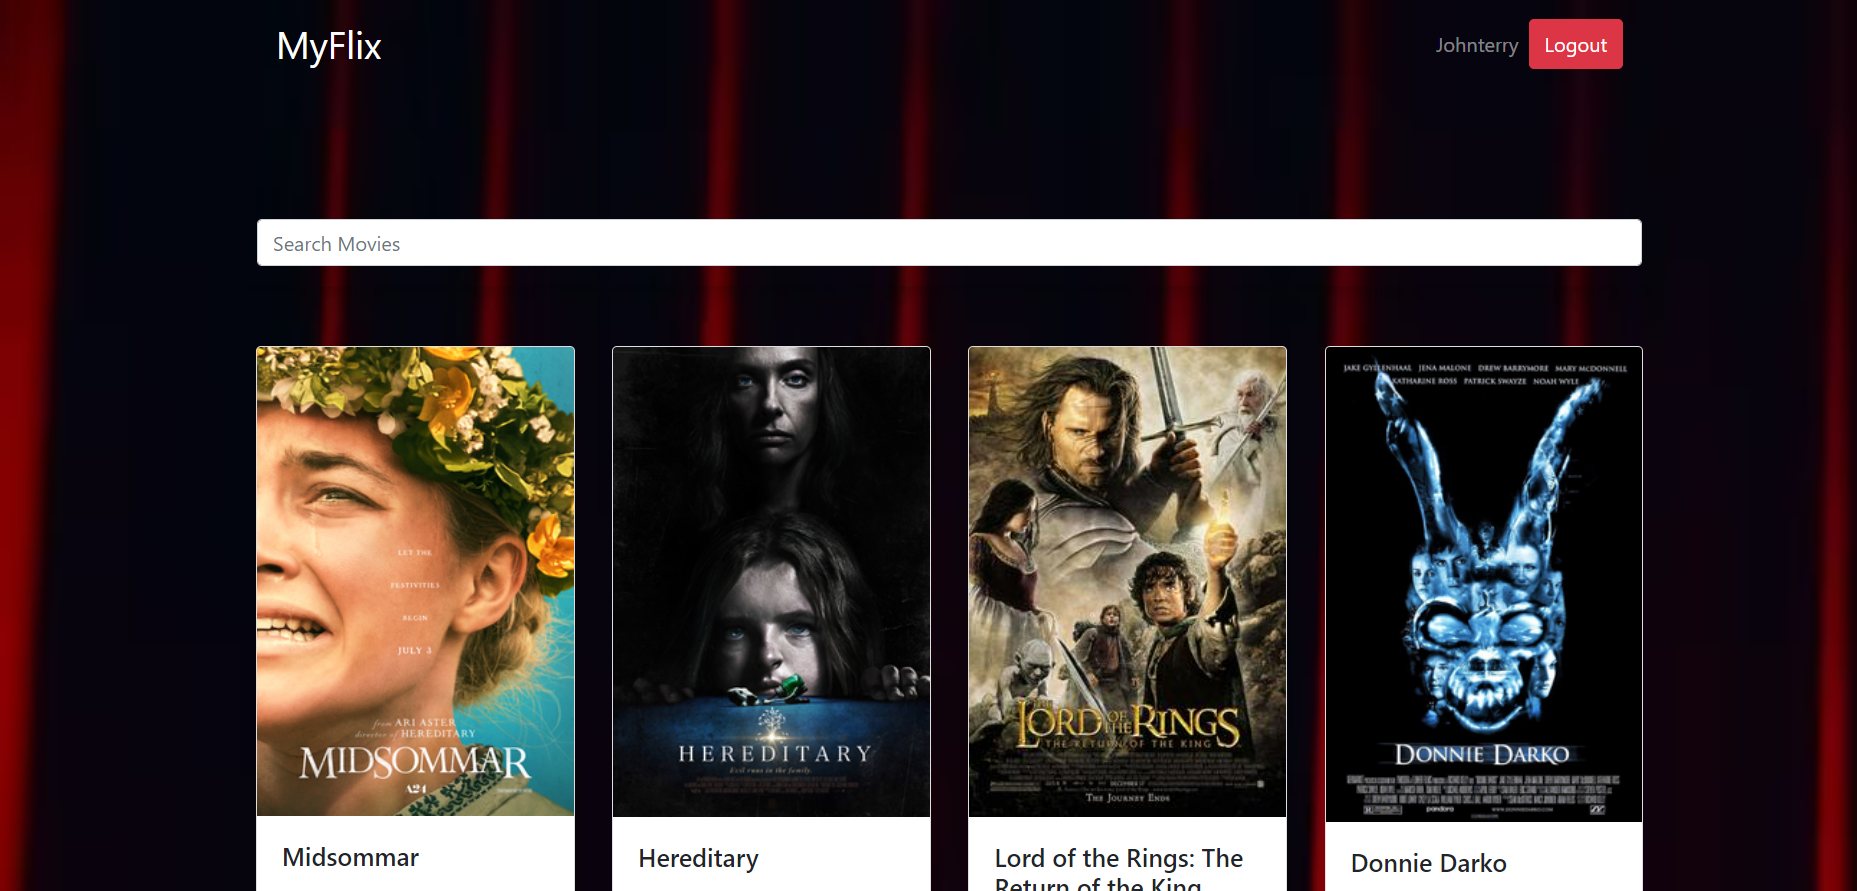 MyFlix
Johnterry
Logout
Search Movies
LET THE
FESTIVITIES
BEGIN
JULY 3
from ARI ASTER
director of HEREDITARY
MIDSOMMAR
A24
Midsommar
HEREDITARY
Evil runs in the family.
Hereditary
THE
LORD OF THE RINGS
THE RETURN OF THE KING
DECEMBER 17
THE JOURNEY ENDS
Lord of the Rings: The
Return of the King
JAKE GYLLENHAAL JENA MALONE DREW BARRYMORE MARY MCDONNELL
KATHARINE ROSS PATRICK SWAYZE NOAH WYLE
DONNIE DARKO
pandora
Donnie Darko